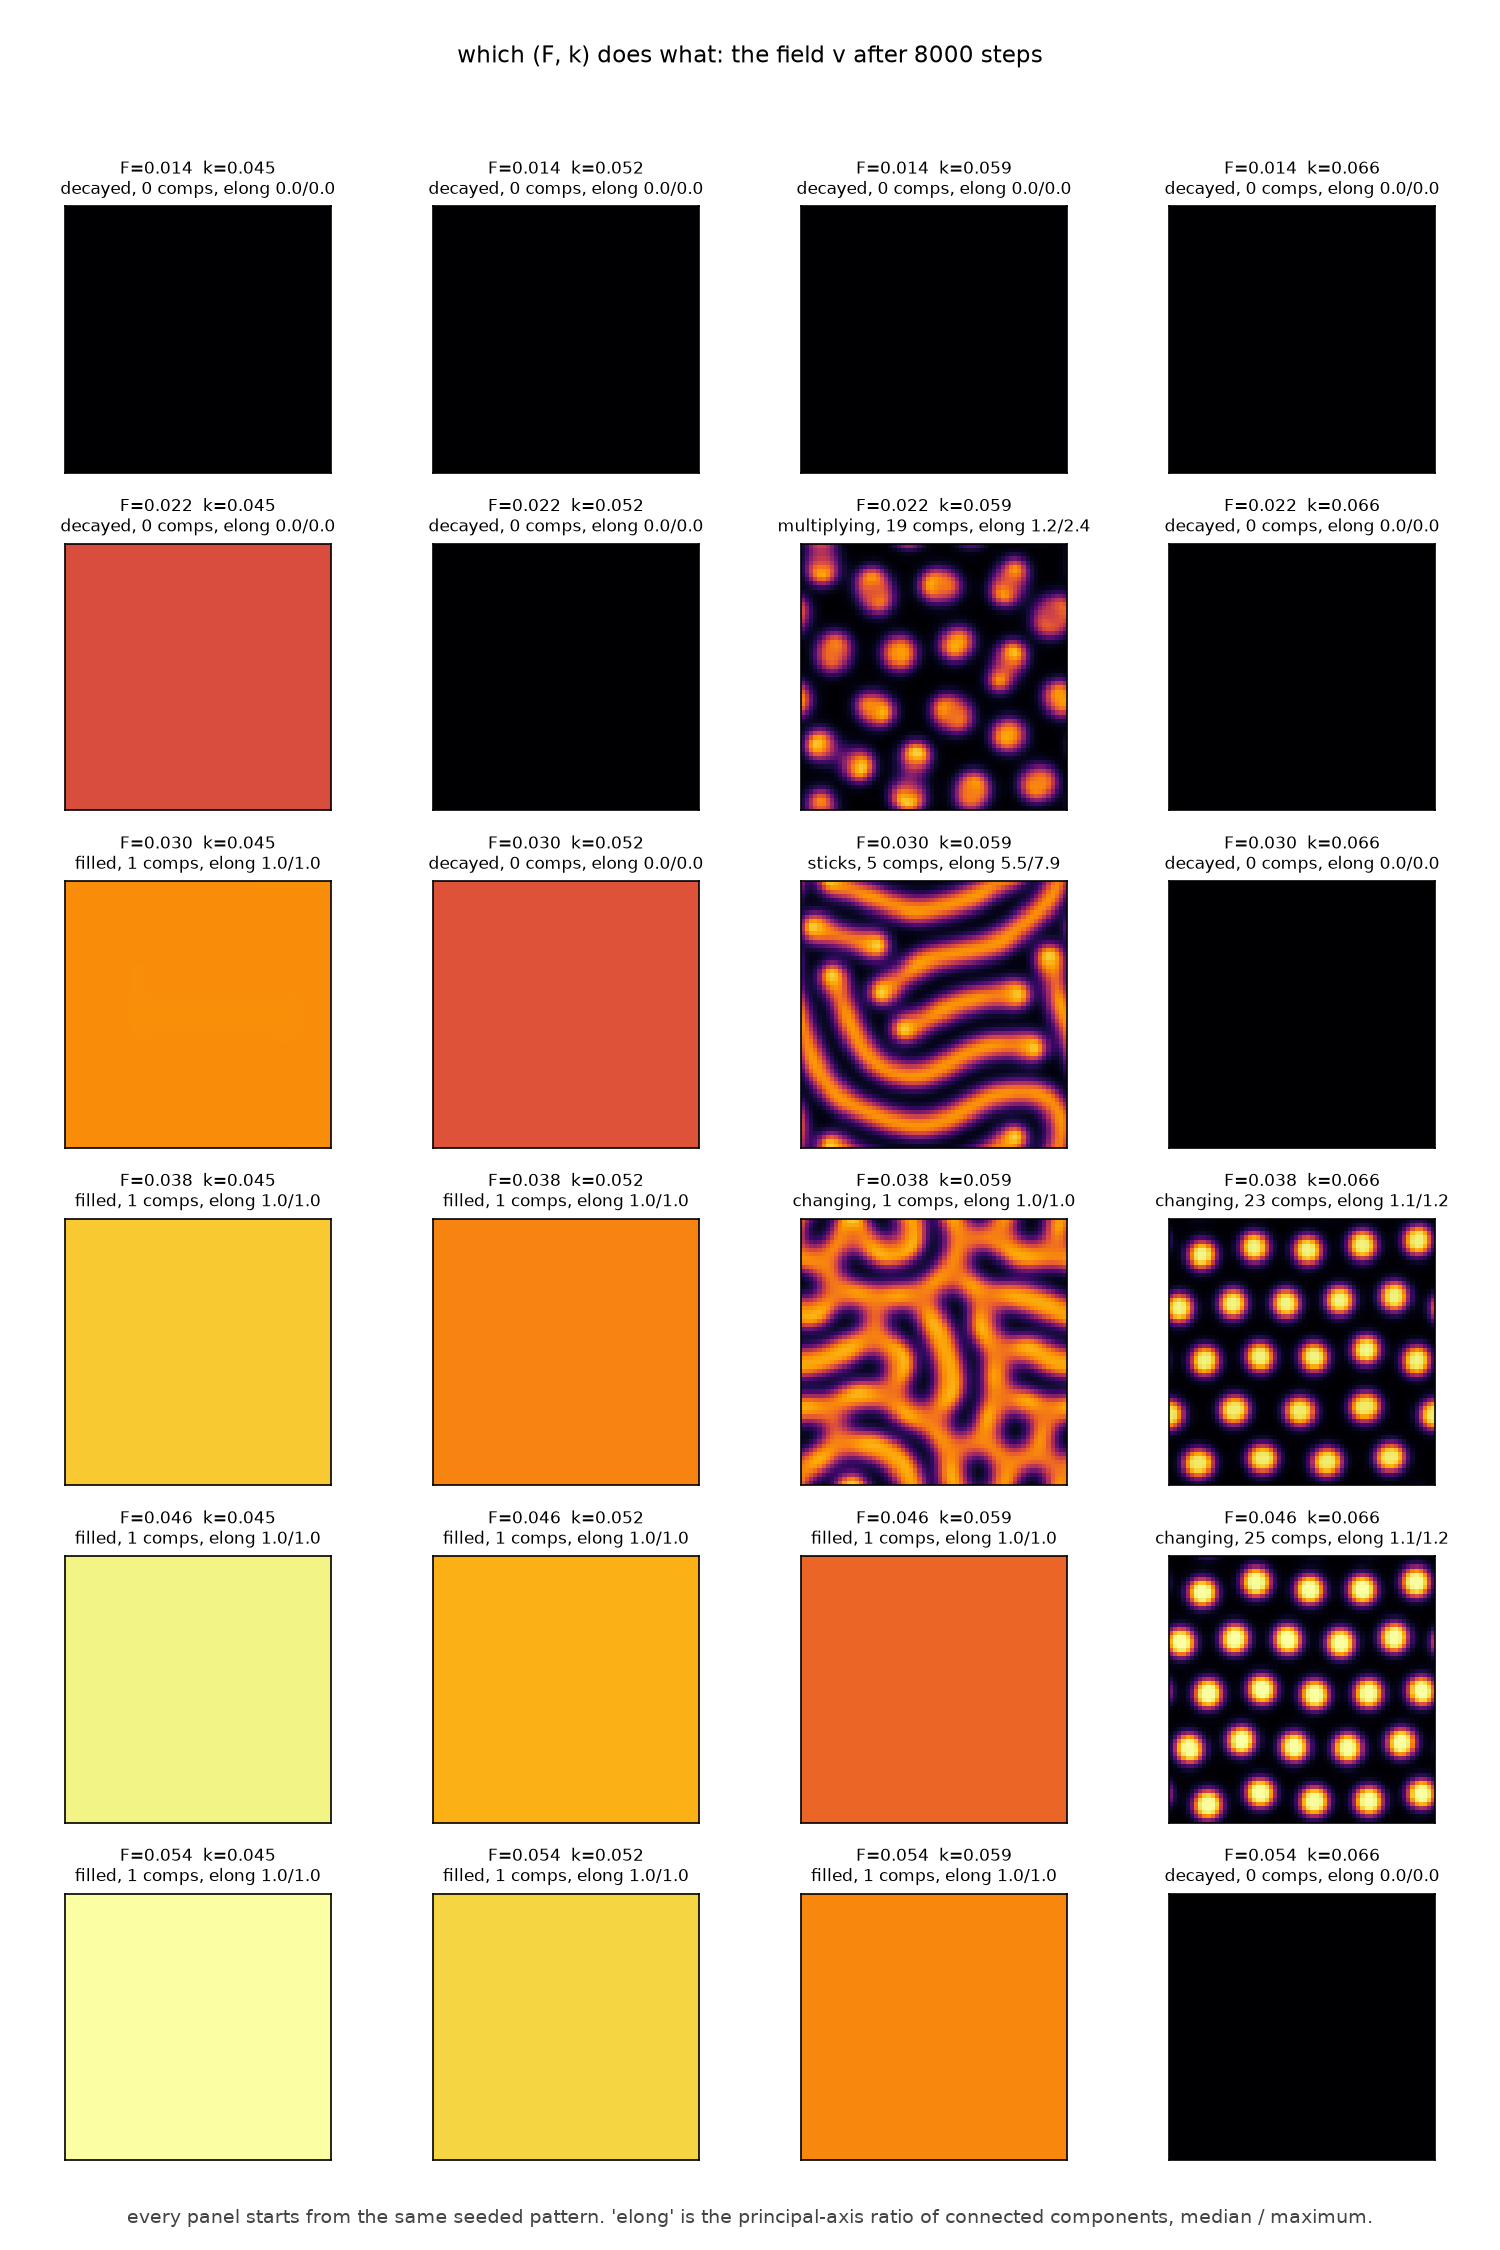 which (F, k) does what: the field v after 8000 steps
F=0.014  k=0.045
decayed, 0 comps, elong 0.0/0.0
F=0.014  k=0.052
decayed, 0 comps, elong 0.0/0.0
F=0.014  k=0.059
decayed, 0 comps, elong 0.0/0.0
F=0.014  k=0.066
decayed, 0 comps, elong 0.0/0.0
F=0.022  k=0.045
decayed, 0 comps, elong 0.0/0.0
F=0.022  k=0.052
decayed, 0 comps, elong 0.0/0.0
F=0.022  k=0.059
multiplying, 19 comps, elong 1.2/2.4
F=0.022  k=0.066
decayed, 0 comps, elong 0.0/0.0
F=0.030  k=0.045
filled, 1 comps, elong 1.0/1.0
F=0.030  k=0.052
decayed, 0 comps, elong 0.0/0.0
F=0.030  k=0.059
sticks, 5 comps, elong 5.5/7.9
F=0.030  k=0.066
decayed, 0 comps, elong 0.0/0.0
F=0.038  k=0.045
filled, 1 comps, elong 1.0/1.0
F=0.038  k=0.052
filled, 1 comps, elong 1.0/1.0
F=0.038  k=0.059
changing, 1 comps, elong 1.0/1.0
F=0.038  k=0.066
changing, 23 comps, elong 1.1/1.2
F=0.046  k=0.045
filled, 1 comps, elong 1.0/1.0
F=0.046  k=0.052
filled, 1 comps, elong 1.0/1.0
F=0.046  k=0.059
filled, 1 comps, elong 1.0/1.0
F=0.046  k=0.066
changing, 25 comps, elong 1.1/1.2
F=0.054  k=0.045
filled, 1 comps, elong 1.0/1.0
F=0.054  k=0.052
filled, 1 comps, elong 1.0/1.0
F=0.054  k=0.059
filled, 1 comps, elong 1.0/1.0
F=0.054  k=0.066
decayed, 0 comps, elong 0.0/0.0
every panel starts from the same seeded pattern. 'elong' is the principal-axis ratio of connected components, median / maximum.